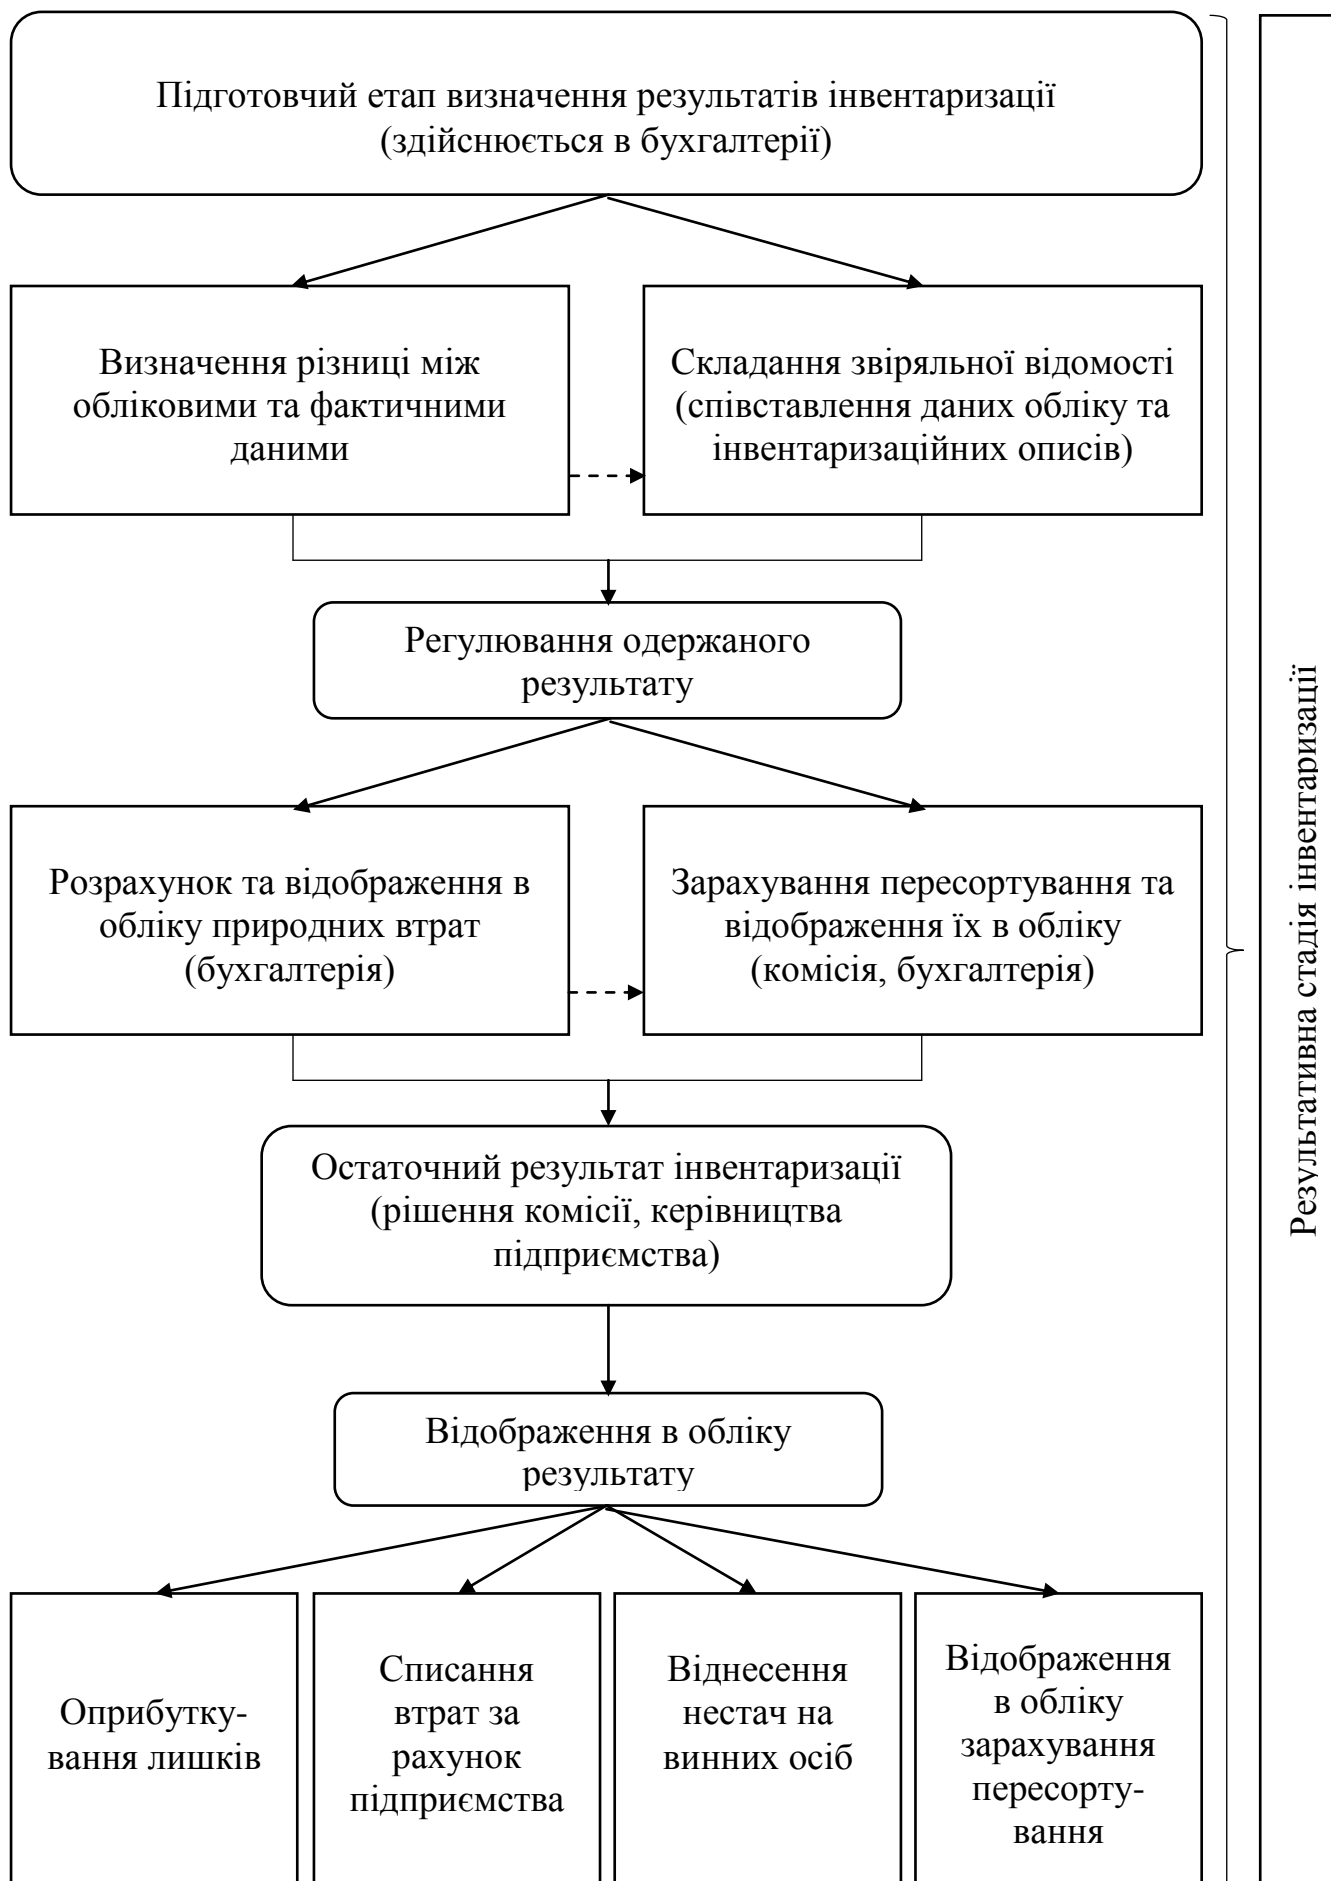 Підготовчий етап визначення результатів інвентаризації
(здійснюється в бухгалтерії)
Визначення різниці між
обліковими та фактичними
даними
Складання звіряльної відомості
(співставлення даних обліку та
інвентаризаційних описів)
Регулювання одержаного
результату
Розрахунок та відображення в
обліку природних втрат
(бухгалтерія)
Зарахування пересортування та
відображення їх в обліку
(комісія, бухгалтерія)
Остаточний результат інвентаризації
(рішення комісії, керівництва
підприємства)
Відображення в обліку
результату
Оприбутку-
вання лишків
Списання
втрат за
рахунок
підприємства
Віднесення
нестач на
винних осіб
Відображення
в обліку
зарахування
пересорту-
вання
Результативна стадія інвентаризації